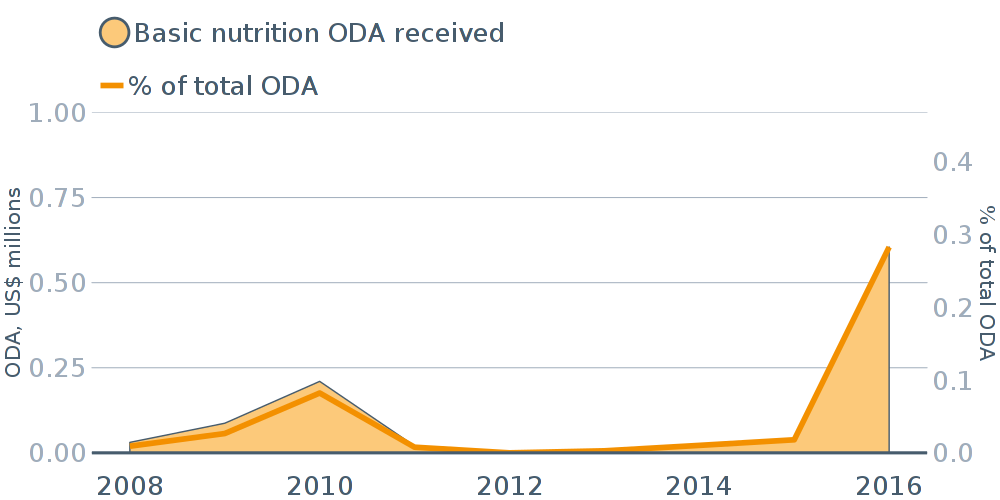 Basic nutrition ODA received
% of total ODA
1.00
0.75
0.50
0.25
0.00
ODA, US$ millions
0.4
0.3
0.2
0.1
0.0
% of total ODA
2008 2010 2012 2014 2016